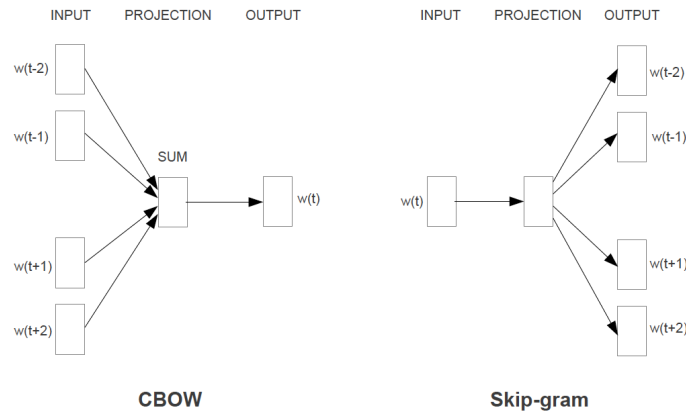 INPUT PROJECTION OUTPUT
w(t-2)
w(t-1)
SUM
w(t)
w(t+1)
w(t+2)
CBOW
INPUT PROJECTION OUTPUT
w(t-2)
w(t-1)
w(t)
w(t+1)
w(t+2)
Skip-gram